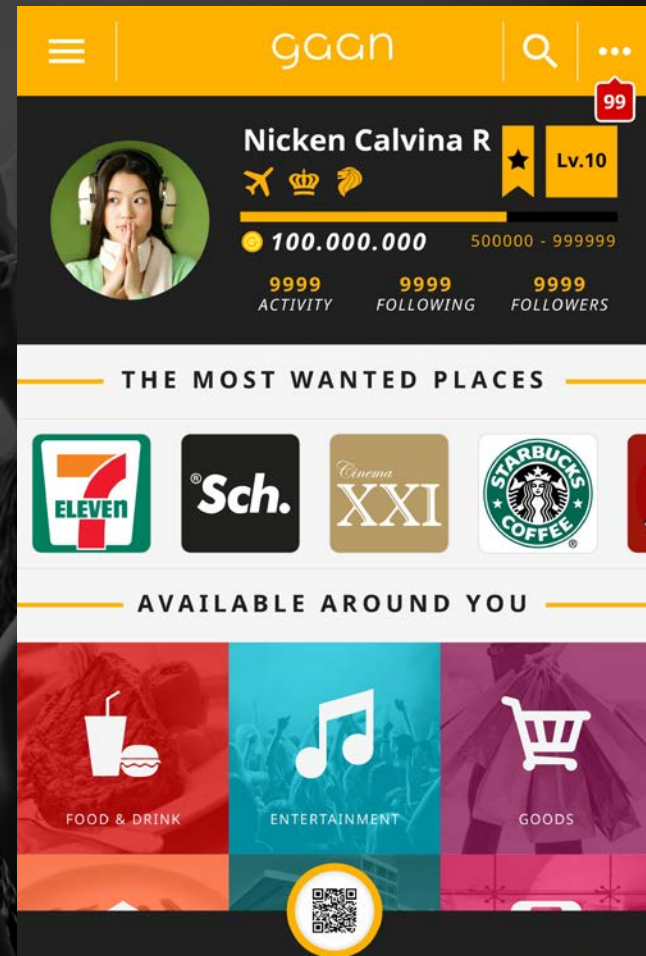 gaan
99
Nicken Calvina R
Lv.10
100.000.000
500000 - 999999
9999 9999 9999
ACTIVITY FOLLOWING FOLLOWERS
THE MOST WANTED PLACES
ELEVEn
®Sch.
Cinema
XXI
STARBUCKS
COFFEE
®
AVAILABLE AROUND YOU
FOOD & DRINK
ENTERTAINMENT
GOODS